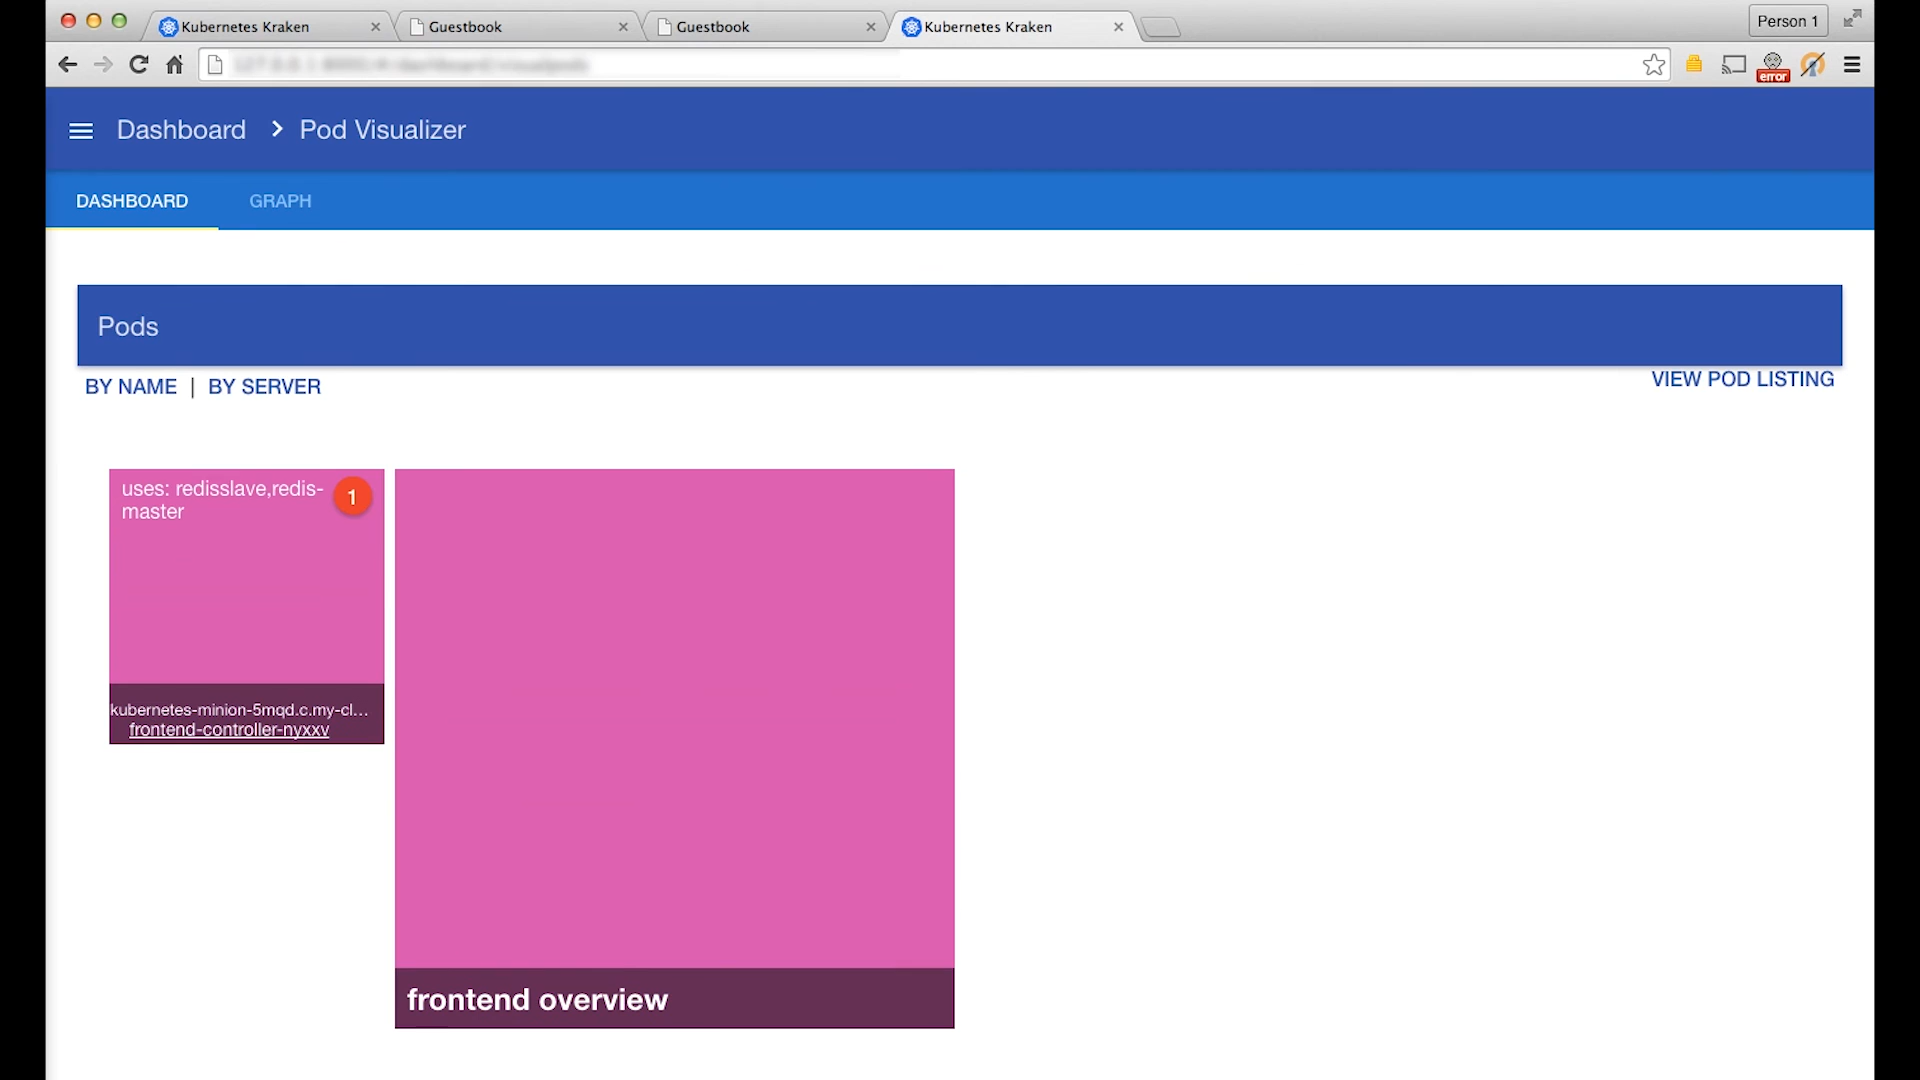 Kubernetes Kraken
Guestbook
Guestbook
Kubernetes Kraken
Person 1
error
Dashboard > Pod Visualizer
DASHBOARD
GRAPH
Pods
BY NAME | BY SERVER
VIEW POD LISTING
uses: redisslave,redis-
master
1
kubernetes-minion-5mqd.c.my-cl...
frontend-controller-nyxxv
frontend overview